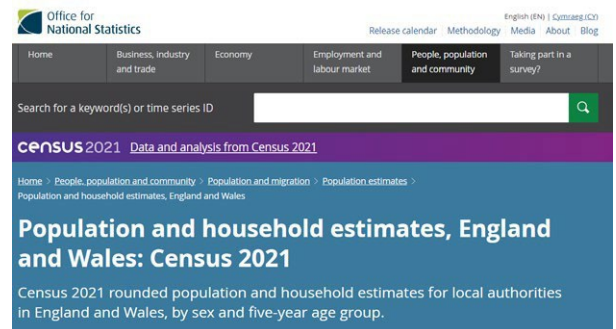 Office for
National Statistics
English (EN) | Cymraeg (CY)
Release calendar Methodology Media About Blog
Home Business, industry and trade Economy Employment and labour market People, population and community Taking part in a survey?
Search for a keyword(s) or time series ID
census 2021 Data and analysis from Census 2021
Home > People, population and community > Population and migration > Population estimates >
Population and household estimates, England and Wales
Population and household estimates, England
and Wales: Census 2021
Census 2021 rounded population and household estimates for local authorities
in England and Wales, by sex and five-year age group.